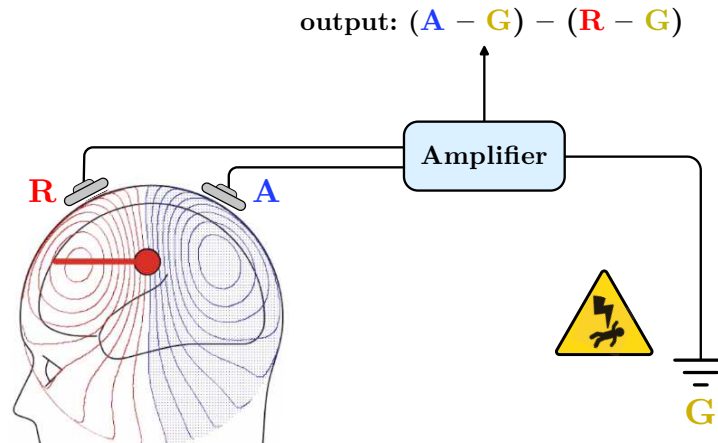 output: (A − G) − (R − G)
R
A
Amplifier
G